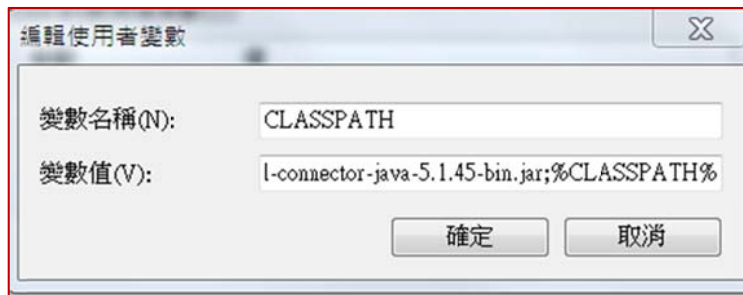 編輯使用者變數
變數名稱(N):
CLASSPATH
變數值(V):
l-connector-java-5.1.45-bin.jar;%CLASSPATH%
確定
取消